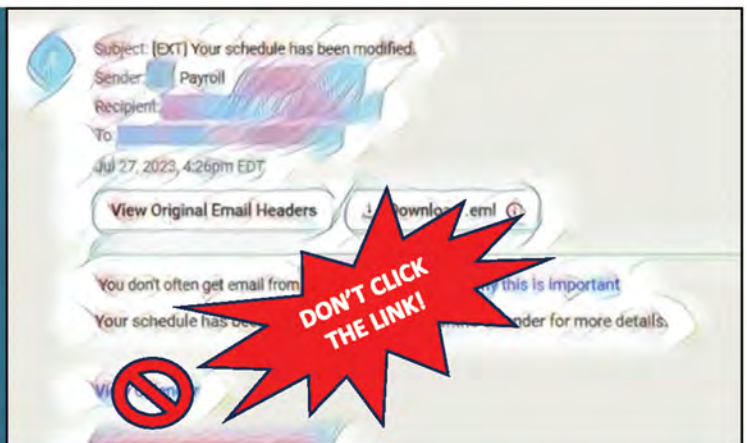 Subject: [EXT] Your schedule has been modified.
Sender: Payroll
Recipient:
To:
Jul 27, 2023, 4:26pm EDT
View Original Email Headers
Download .eml
You don't often get email from this is important
Your schedule has for more details.
DON'T CLICK
THE LINK!